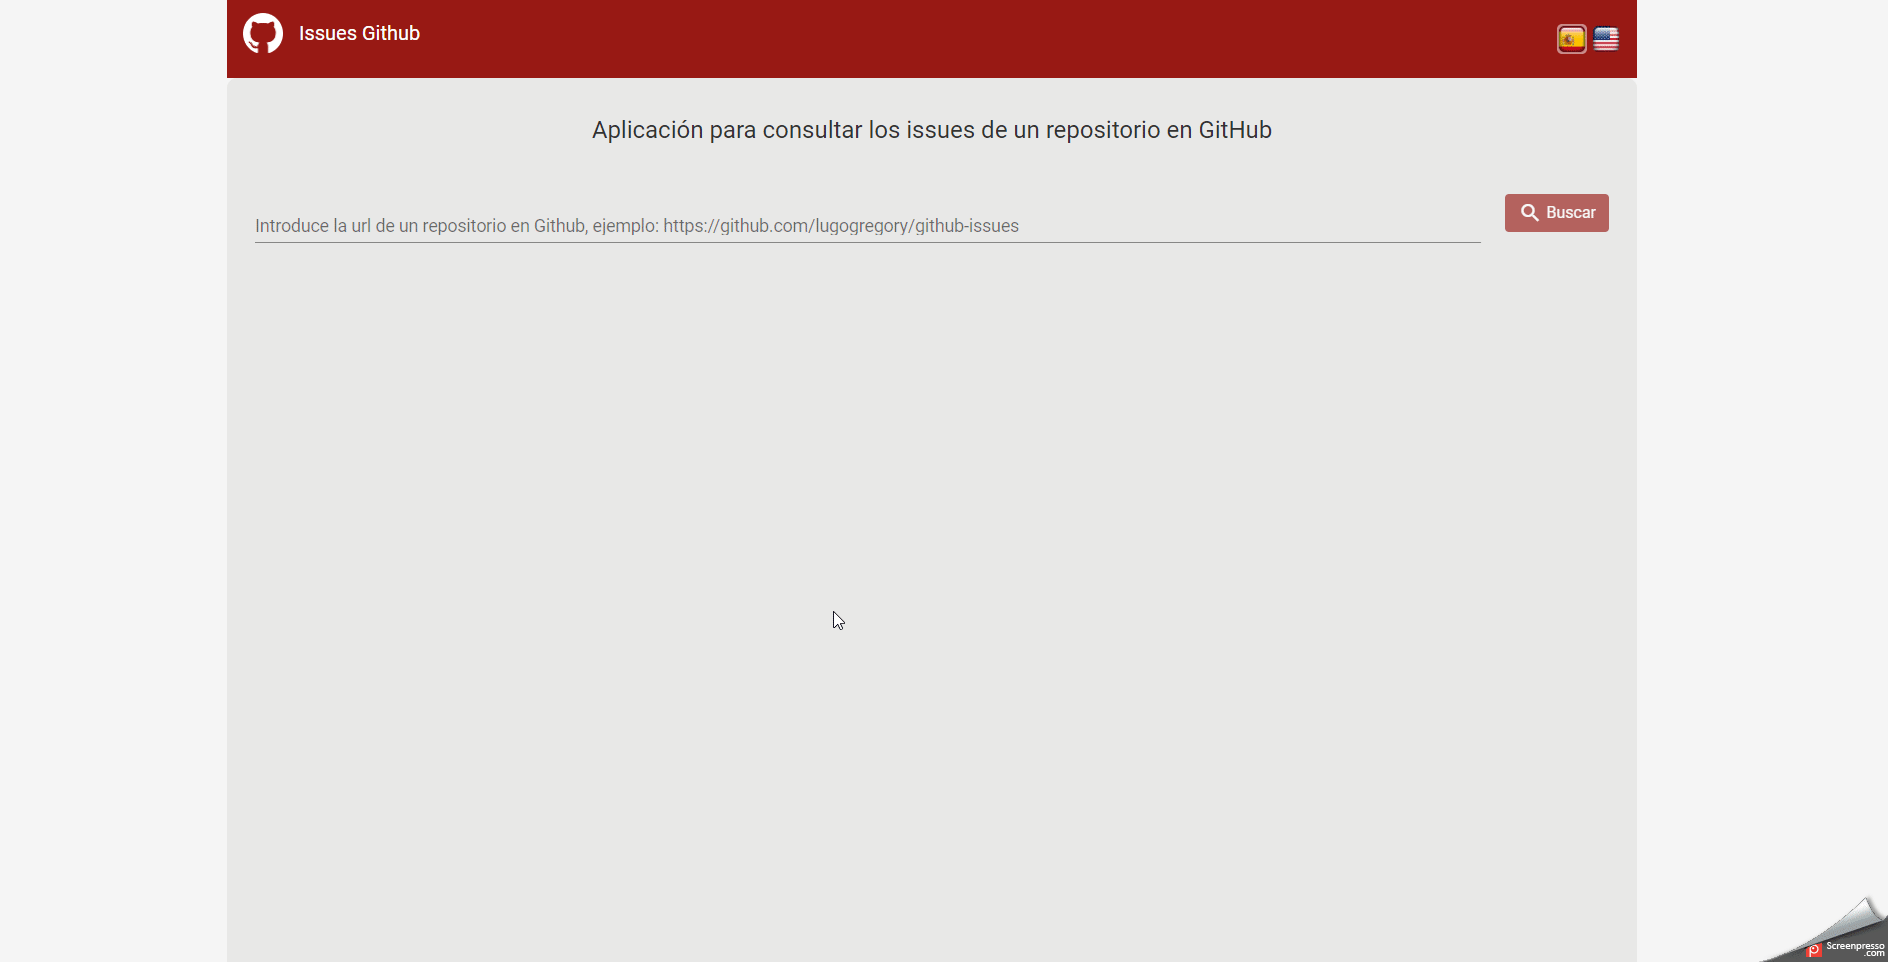 Issues Github
Aplicación para consultar los issues de un repositorio en GitHub
Introduce la url de un repositorio en Github, ejemplo: https://github.com/lugogregory/github-issues
Buscar
Screenpresso
.com